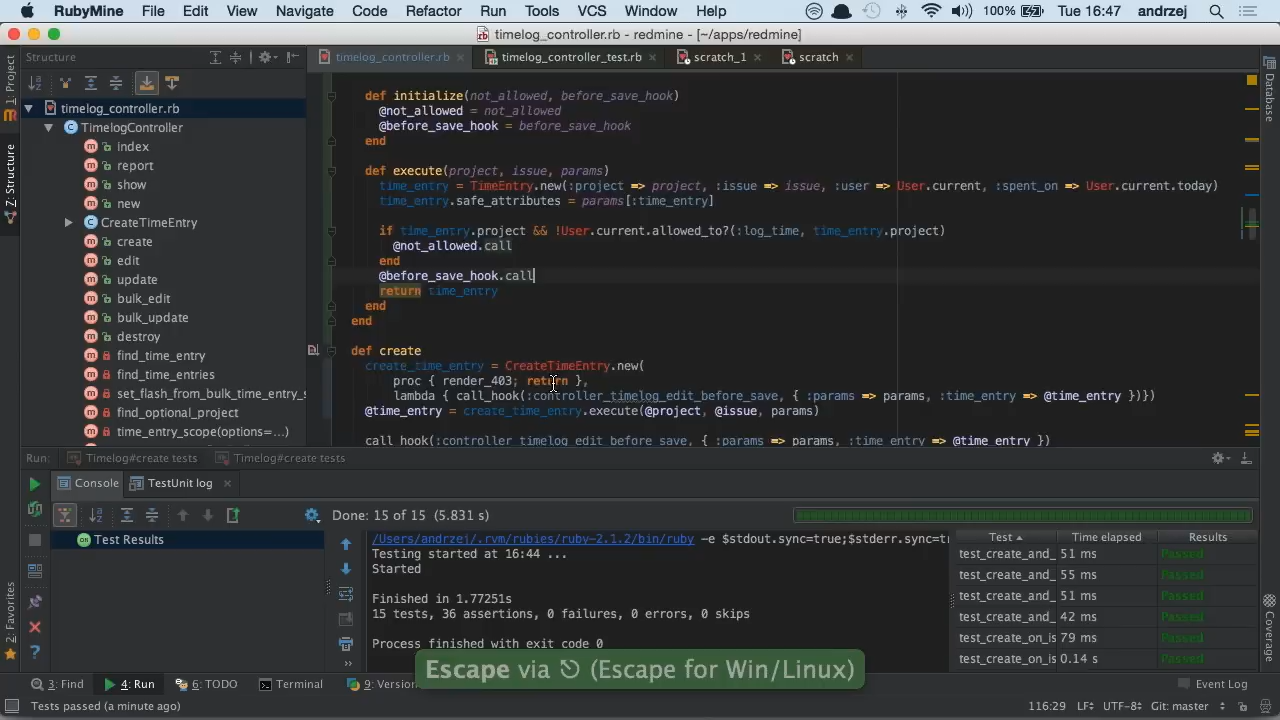 RubyMine File Edit View Navigate Code Refactor Run Tools VCS Window Help 100% Tue 16:47 andrzej
timelog_controller.rb - redmine - [~/apps/redmine]
Structure timelog_controller.rb timelog_controller_test.rb scratch_1 scratch
1: Project
Z: Structure
2: Favorites
Database
Coverage
timelog_controller.rb
TimelogController
index
report
show
new
CreateTimeEntry
create
edit
update
bulk_edit
bulk_update
destroy
find_time_entry
find_time_entries
set_flash_from_bulk_time_entry_s
find_optional_project
time_entry_scope(options=...)
def initialize(not_allowed, before_save_hook)
@not_allowed = not_allowed
@before_save_hook = before_save_hook
end
def execute(project, issue, params)
time_entry = TimeEntry.new(:project => project, :issue => issue, :user => User.current, :spent_on => User.current.today)
time_entry.safe_attributes = params[:time_entry]
if time_entry.project && !User.current.allowed_to?(:log_time, time_entry.project)
@not_allowed.call
end
@before_save_hook.call
return time_entry
end
end
def create
create_time_entry = CreateTimeEntry.new(
proc { render_403; return },
lambda { call_hook(:controller_timelog_edit_before_save, { :params => params, :time_entry => @time_entry })})
@time_entry = create_time_entry.execute(@project, @issue, params)
call_hook(:controller_timelog_edit_before_save, { :params => params, :time_entry => @time_entry })
Run: Timelog#create tests Timelog#create tests
Console TestUnit log
Done: 15 of 15 (5.831 s)
Test Results
/Users/andrzej/.rvm/rubies/ruby-2.1.2/bin/ruby -e $stdout.sync=true;$stderr.sync=tr
Testing started at 16:44 ...
Started
Finished in 1.77251s
15 tests, 36 assertions, 0 failures, 0 errors, 0 skips
Process finished with exit code 0
Test Time elapsed Results
test_create_and_ 51 ms Passed
test_create_and_ 55 ms Passed
test_create_and_ 51 ms Passed
test_create_and_ 42 ms Passed
test_create_on_is 79 ms Passed
test_create_on_is 0.14 s Passed
Escape via ⎋ (Escape for Win/Linux)
3: Find 4: Run 6: TODO Terminal 9: Version Event Log
Tests passed (a minute ago) 116:29 LF UTF-8 Git: master